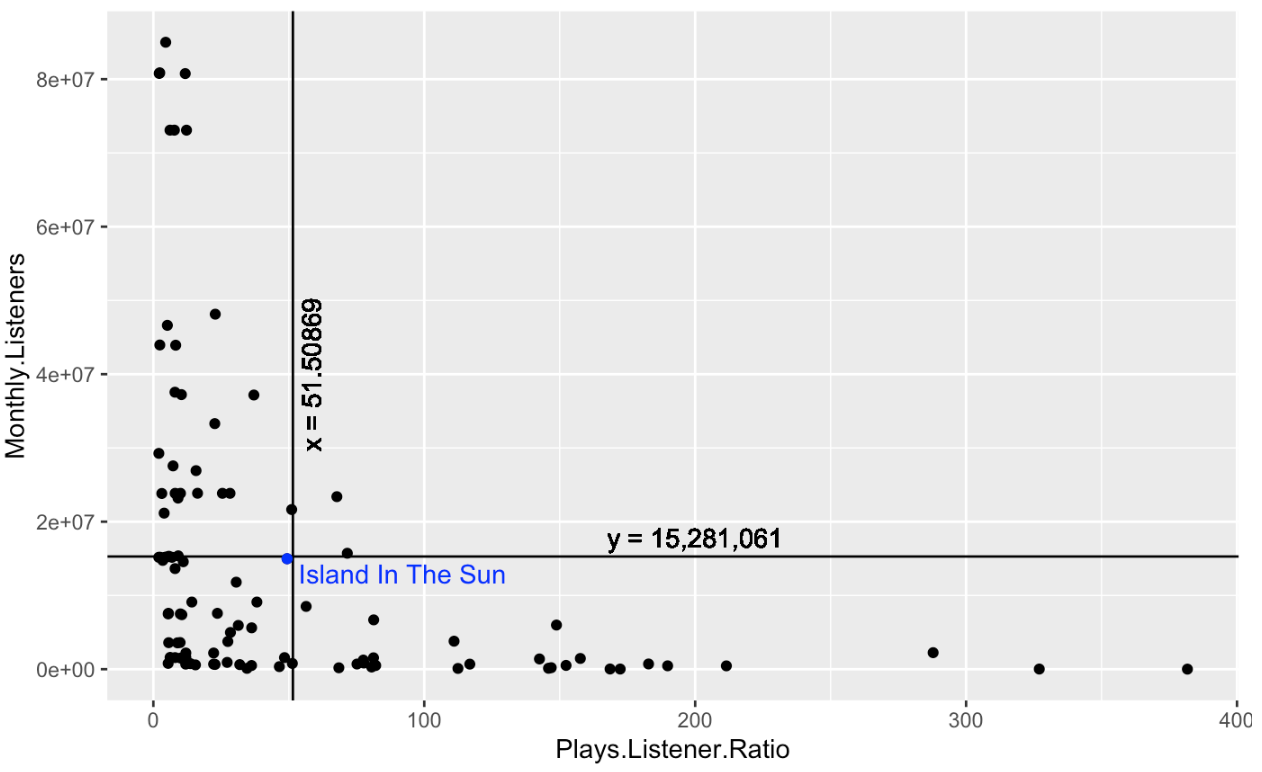 8e+07
6e+07
4e+07
2e+07
0e+00
Monthly.Listeners
x = 51.50869
y = 15,281,061
Island In The Sun
0
100
200
300
400
Plays.Listener.Ratio